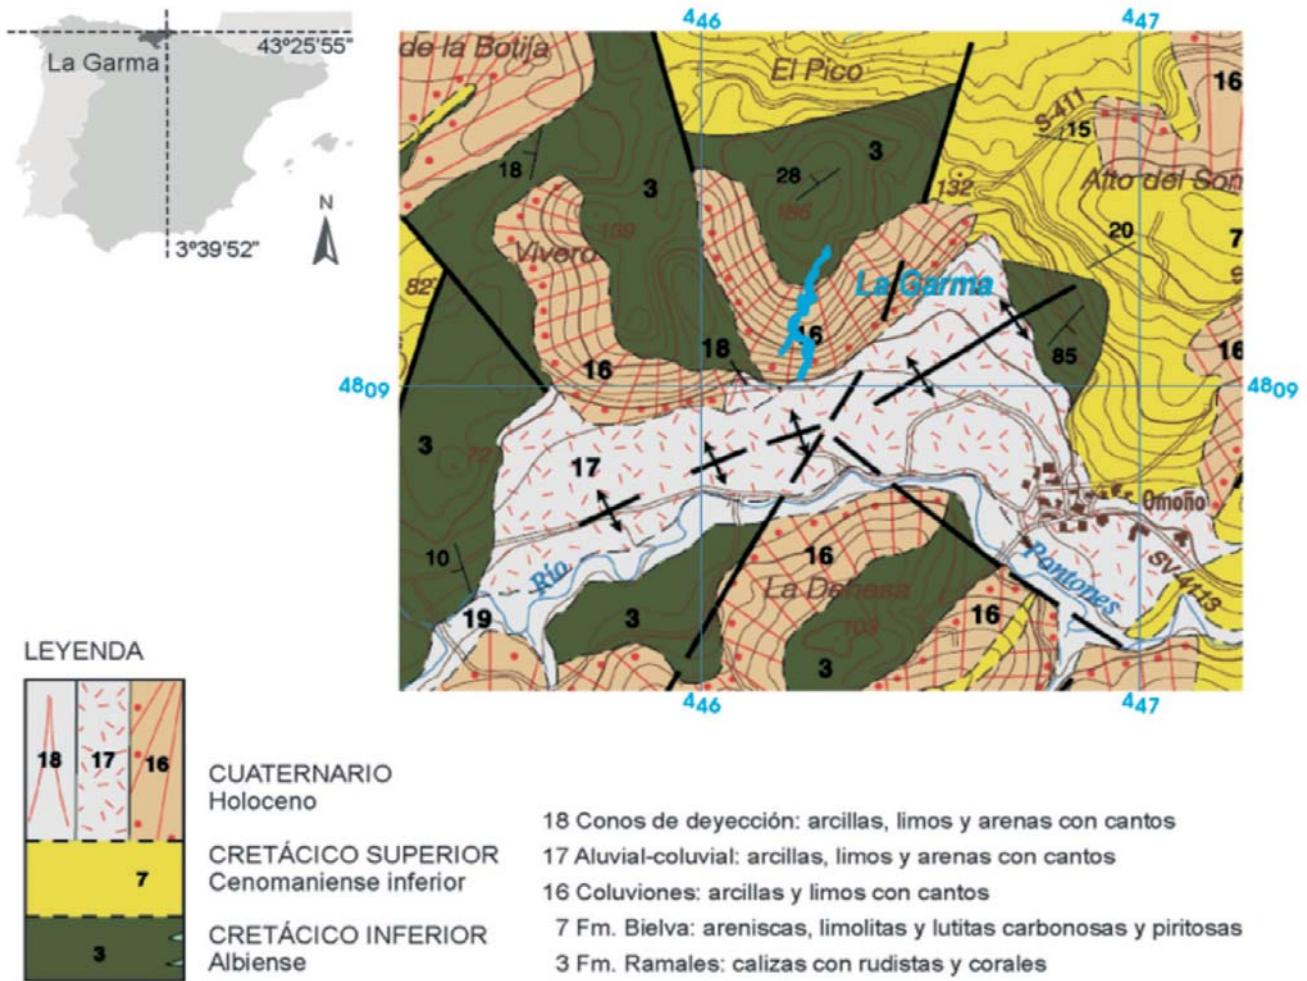 La Garma
43º25'55"
N
3º39'52"
446
447
de la Botija
El Pico
16
S-411
15
18
3
28
3
132
Alto del Son
186
139
20
Vivero
7
82
La Garma
16
18
16
85
16
4809
4809
3
72
17
Omoño
10
16
Río
La Dehesa
Pontones
SV-4113
19
3
16
103
3
446
447
LEYENDA
18
17
16
CUATERNARIO
Holoceno
7
CRETÁCICO SUPERIOR
Cenomaniense inferior
3
CRETÁCICO INFERIOR
Albiense
18 Conos de deyección: arcillas, limos y arenas con cantos
17 Aluvial-coluvial: arcillas, limos y arenas con cantos
16 Coluviones: arcillas y limos con cantos
7 Fm. Bielva: areniscas, limolitas y lutitas carbonosas y piritosas
3 Fm. Ramales: calizas con rudistas y corales